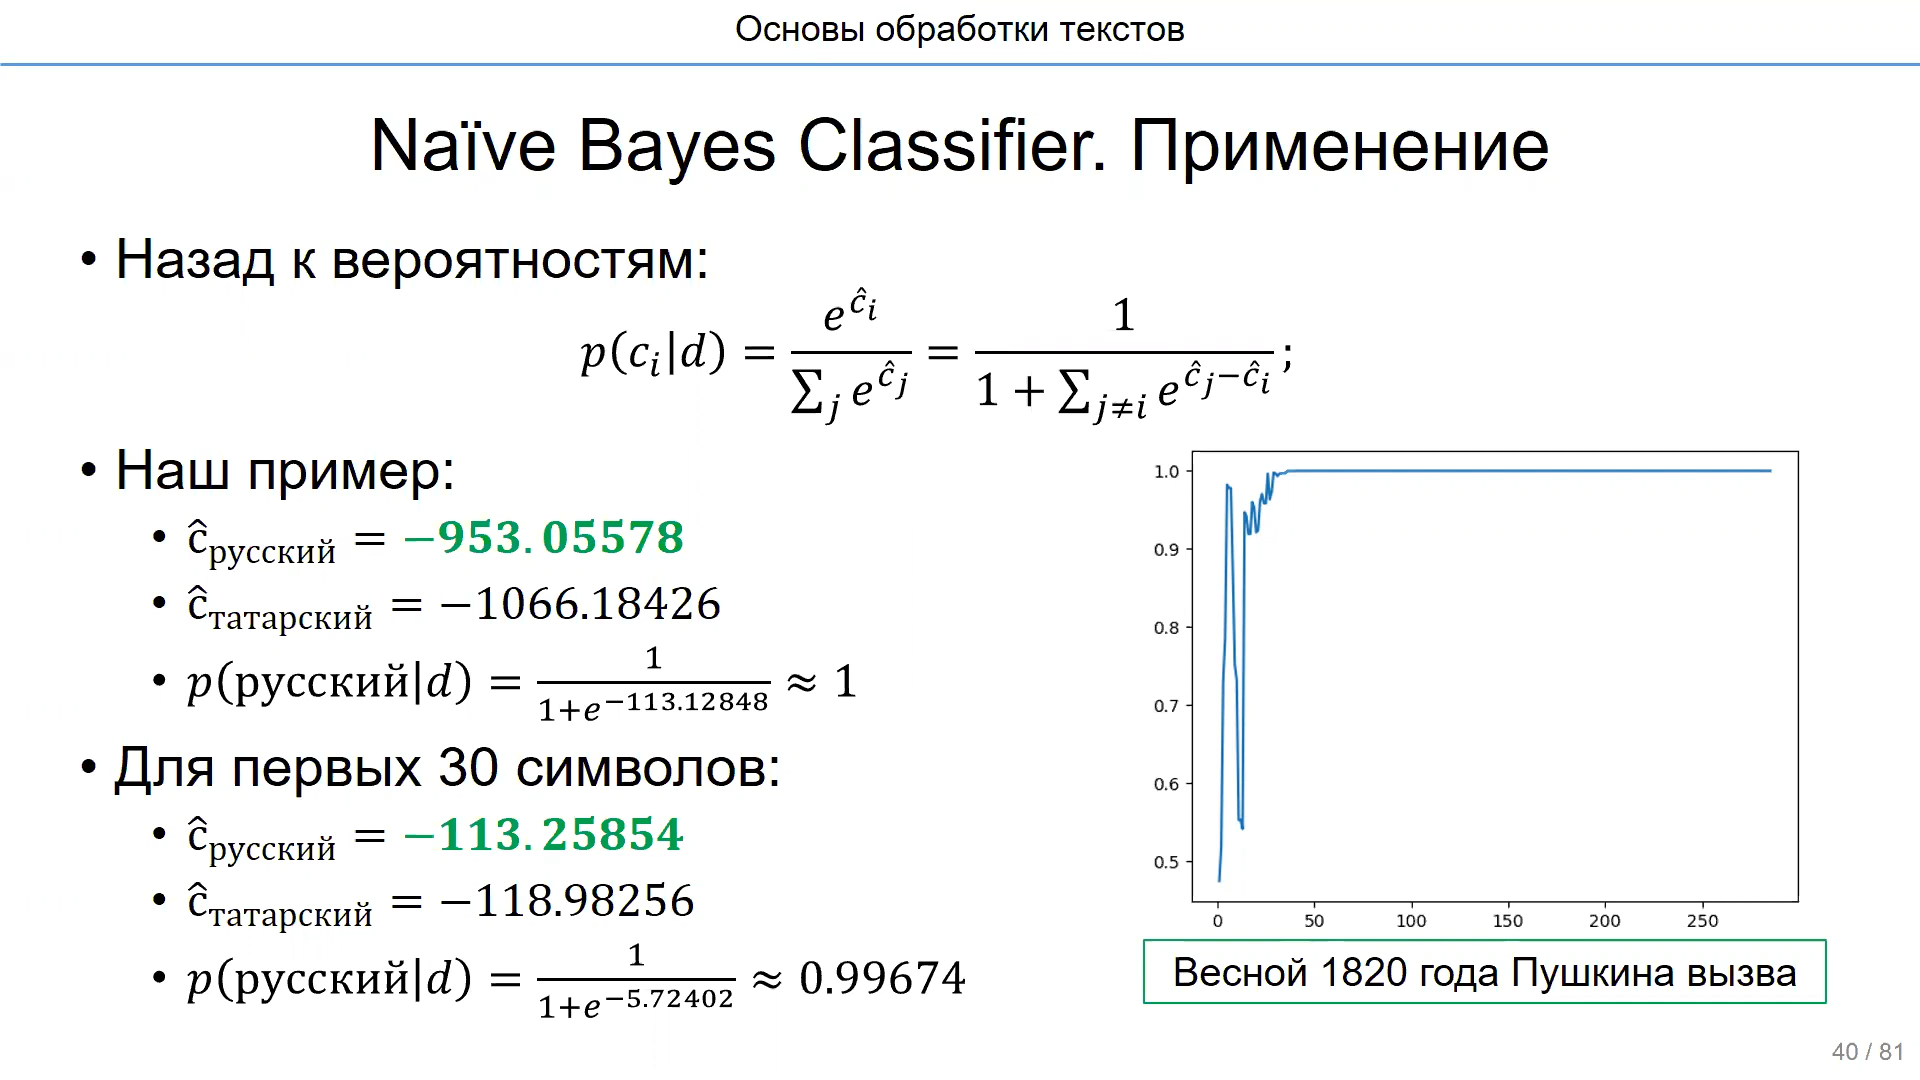 Основы обработки текстов
Naïve Bayes Classifier. Применение
• Назад к вероятностям:
p(c_i|d) = e^{ĉ_i} / ∑_j e^{ĉ_j} = 1 / (1 + ∑_{j≠i} e^{ĉ_j−ĉ_i});
• Наш пример:
• ĉ_русский = −953.05578
• ĉ_татарский = −1066.18426
• p(русский|d) = 1 / (1+e^{−113.12848}) ≈ 1
• Для первых 30 символов:
• ĉ_русский = −113.25854
• ĉ_татарский = −118.98256
• p(русский|d) = 1 / (1+e^{−5.72402}) ≈ 0.99674
1.0
0.9
0.8
0.7
0.6
0.5
0 50 100 150 200 250
Весной 1820 года Пушкина вызва
40 / 81